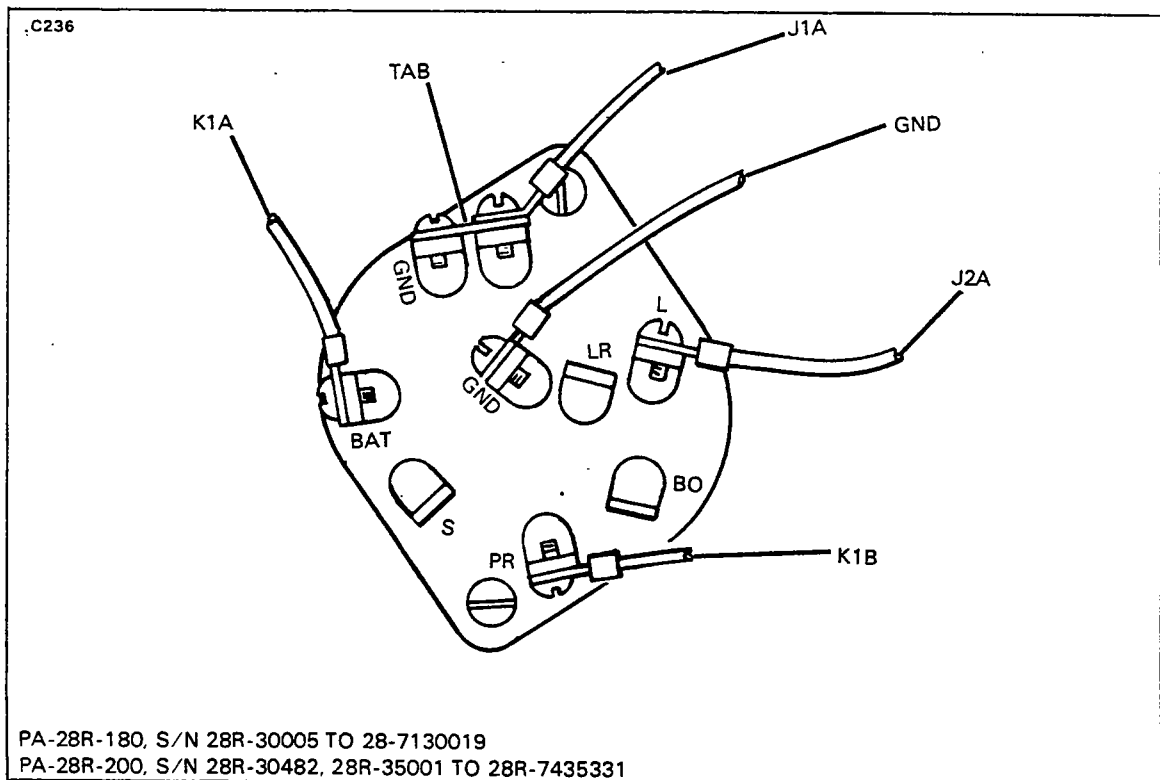 C236
J1A
TAB
K1A
GND
GND
J2A
L
LR
GND
BAT
BO
S
PR
K1B
PA-28R-180, S/N 28R-30005 TO 28-7130019
PA-28R-200, S/N 28R-30482, 28R-35001 TO 28R-7435331